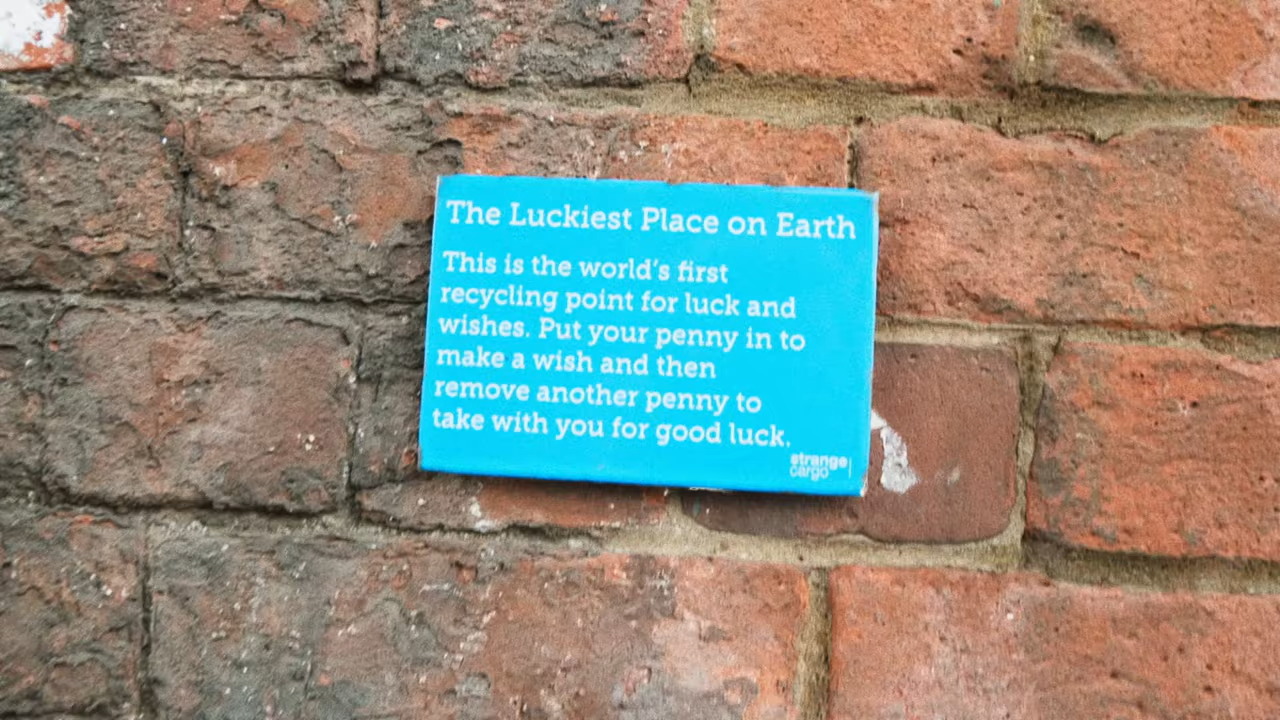 The Luckiest Place on Earth
This is the world's first
recycling point for luck and
wishes. Put your penny in to
make a wish and then
remove another penny to
take with you for good luck.
strange
cargo